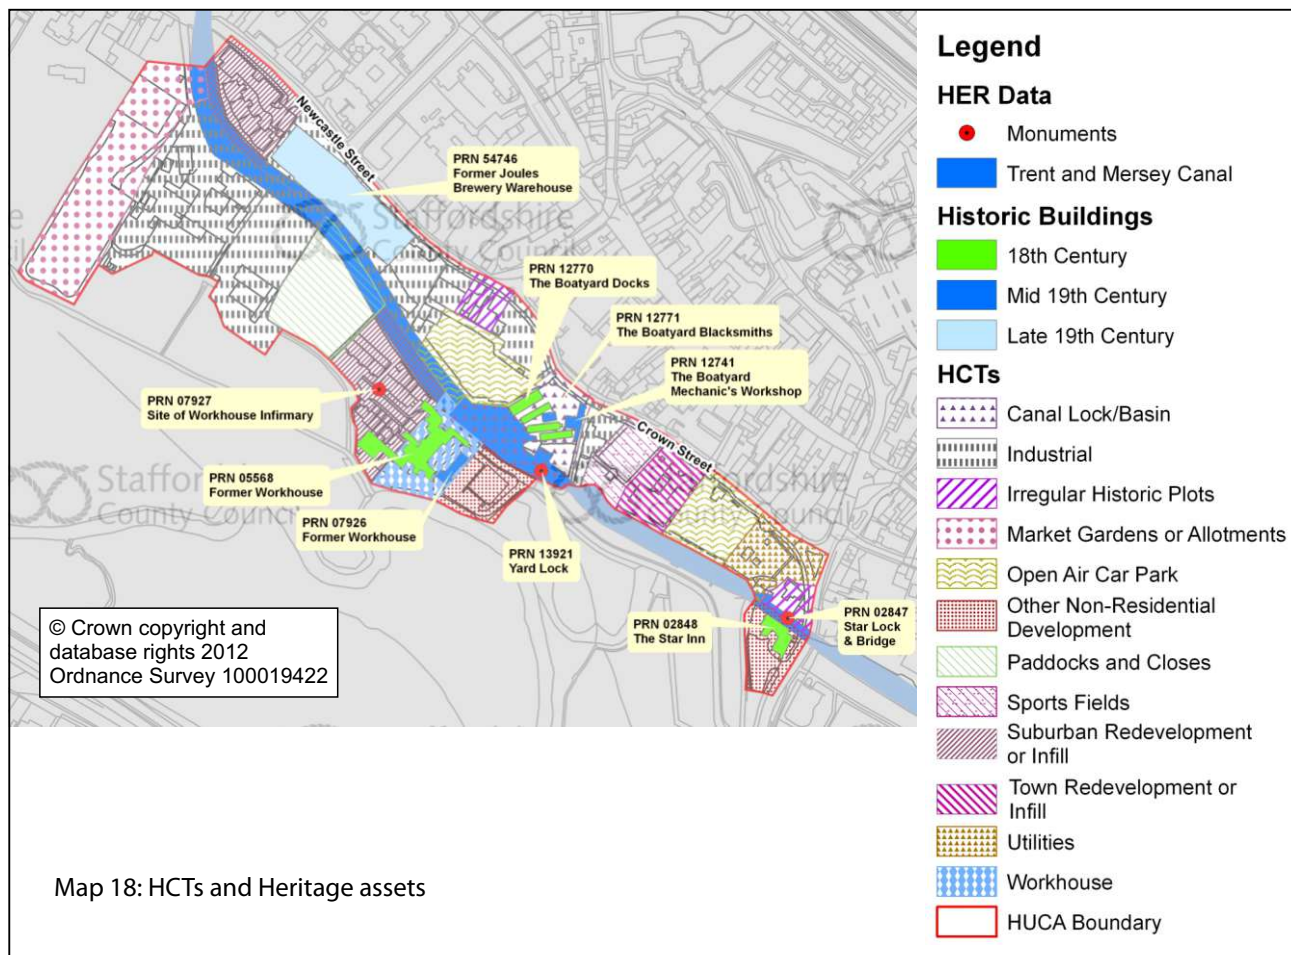 Newcastle Street
PRN 54746
Former Joules
Brewery Warehouse
Staffordshire
County Council
PRN 12770
The Boatyard Docks
PRN 12771
The Boatyard Blacksmiths
PRN 12741
The Boatyard
Mechanic's Workshop
PRN 07927
Site of Workhouse Infirmary
Crown Street
PRN 05568
Former Workhouse
Staffordshire
County Council
PRN 07926
Former Workhouse
PRN 13921
Yard Lock
PRN 02848
The Star Inn
PRN 02847
Star Lock
& Bridge
© Crown copyright and
database rights 2012
Ordnance Survey 100019422
Map 18: HCTs and Heritage assets
Legend
HER Data
Monuments
Trent and Mersey Canal
Historic Buildings
18th Century
Mid 19th Century
Late 19th Century
HCTs
Canal Lock/Basin
Industrial
Irregular Historic Plots
Market Gardens or Allotments
Open Air Car Park
Other Non-Residential
Development
Paddocks and Closes
Sports Fields
Suburban Redevelopment
or Infill
Town Redevelopment or
Infill
Utilities
Workhouse
HUCA Boundary